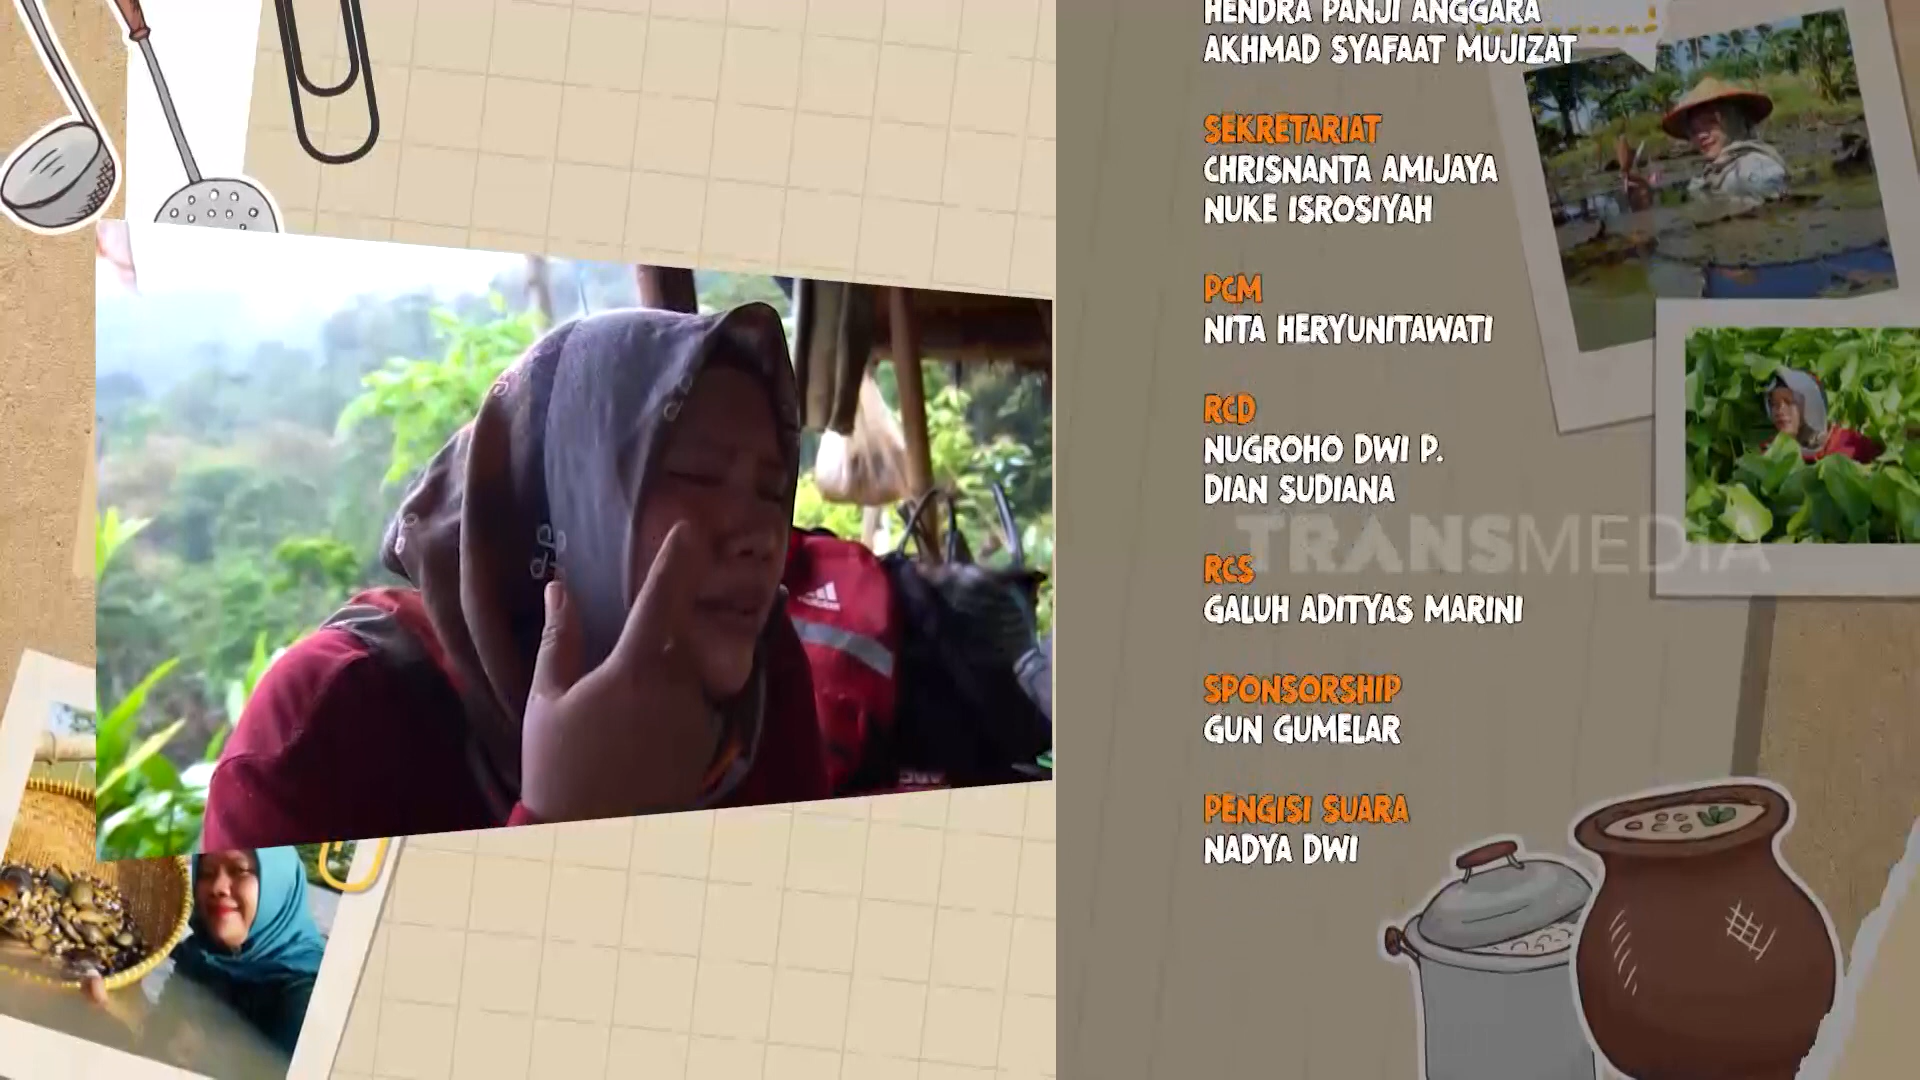 HENDRA PANJI ANGGARA
AKHMAD SYAFAAT MUJIZAT
SEKRETARIAT
CHRISNANTA AMIJAYA
NUKE ISROSIYAH
PCM
NITA HERYUNITAWATI
RCD
NUGROHO DWI P.
DIAN SUDIANA
TRANSMEDIA
RCS
GALUH ADITYAS MARINI
SPONSORSHIP
GUN GUMELAR
PENGISI SUARA
NADYA DWI